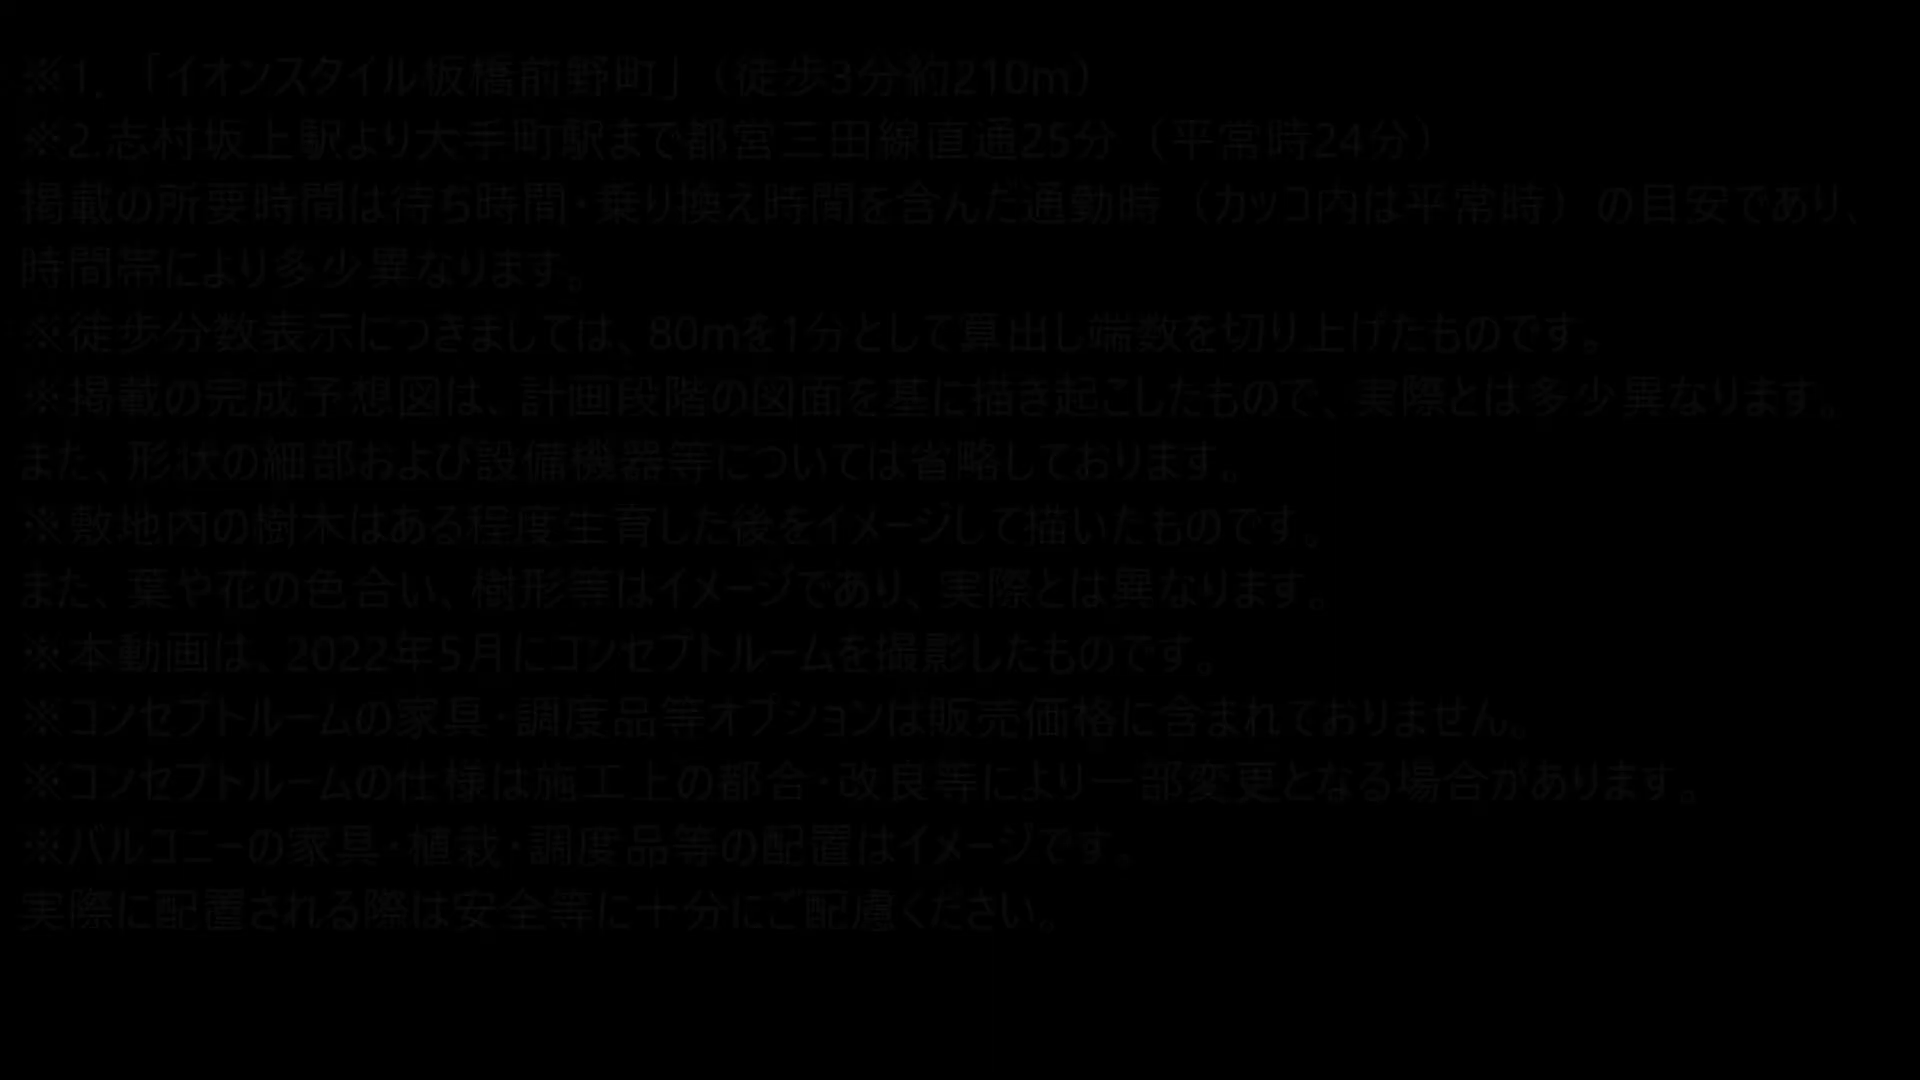 ※1.「イオンスタイル板橋前野町」（徒歩3分約210m）
※2.志村坂上駅より大手町駅まで都営三田線直通25分（平常時24分）
掲載の所要時間は待ち時間・乗り換え時間を含んだ通勤時（カッコ内は平常時）の目安であり、
時間帯により多少異なります。
※徒歩分数表示につきましては、80mを1分として算出し端数を切り上げたものです。
※掲載の完成予想図は、計画段階の図面を基に描き起こしたもので、実際とは多少異なります。
また、形状の細部および設備機器等については省略しております。
※敷地内の樹木はある程度生育した後をイメージして描いたものです。
また、葉や花の色合い、樹形等はイメージであり、実際とは異なります。
※本動画は、2022年5月にコンセプトルームを撮影したものです。
※コンセプトルームの家具・調度品等オプションは販売価格に含まれておりません。
※コンセプトルームの仕様は施工上の都合・改良等により一部変更となる場合があります。
※バルコニーの家具・植栽・調度品等の配置はイメージです。
実際に配置される際は安全等に十分にご配慮ください。